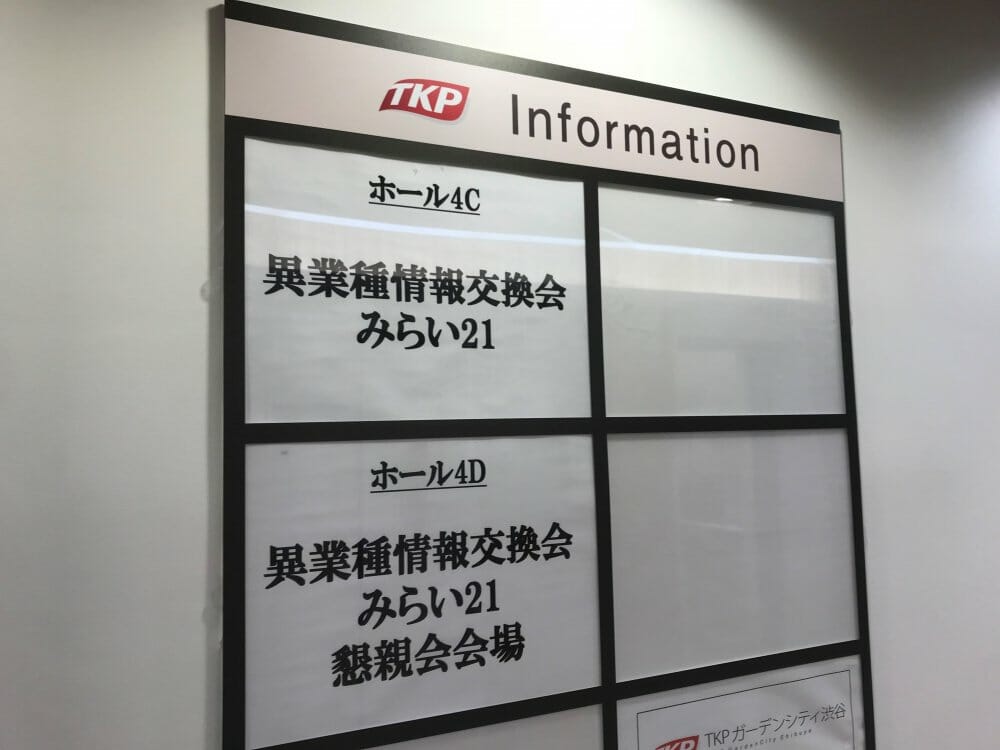 TKP Information
ホール4C
異業種情報交換会
みらい21
ホール4D
異業種情報交換会
みらい21
懇親会会場
TKP TKPガーデンシティ渋谷
GardenCity Shibuya